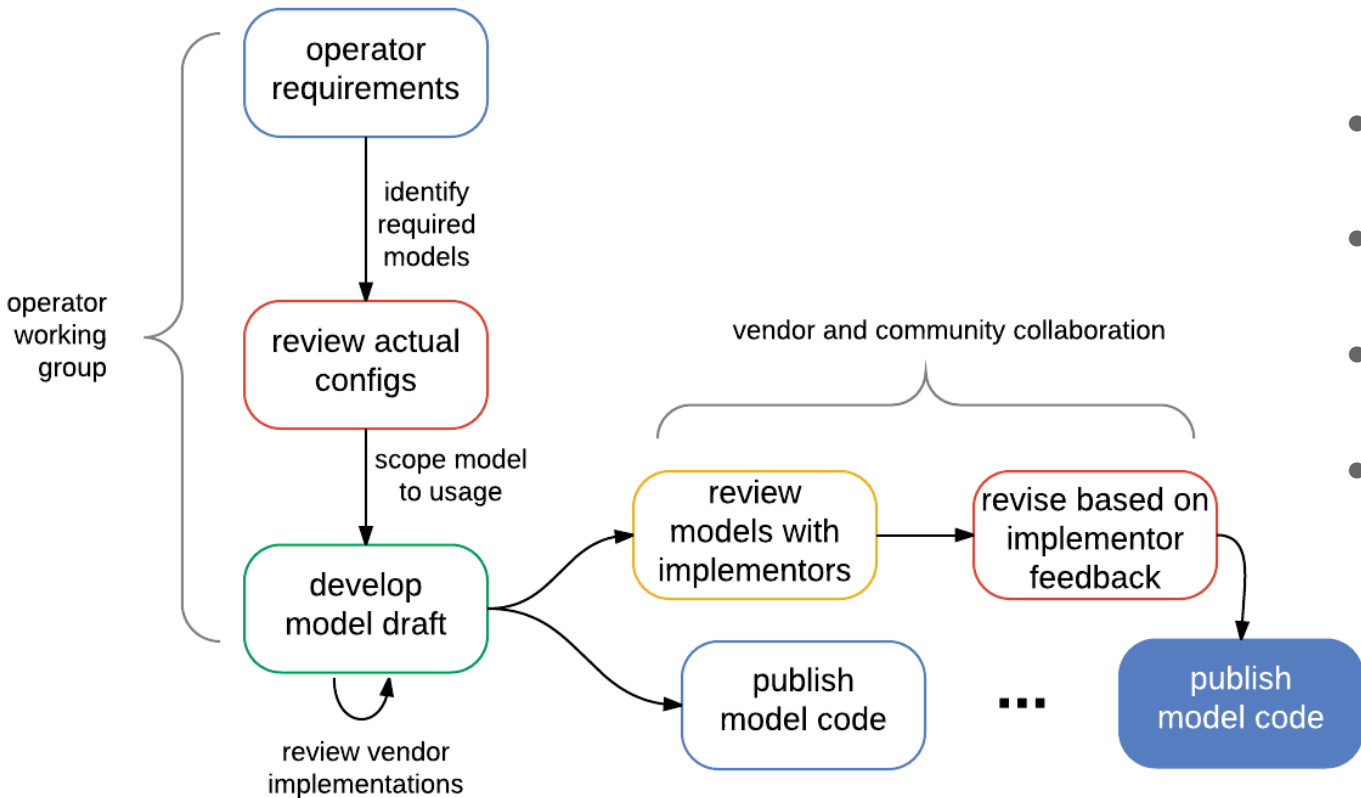 operator
requirements
identify
required
models
operator
working
group
review actual
configs
vendor and community collaboration
scope model
to usage
review
models with
implementors
revise based on
implementor
feedback
develop
model draft
publish
model code
...
publish
model code
review vendor
implementations